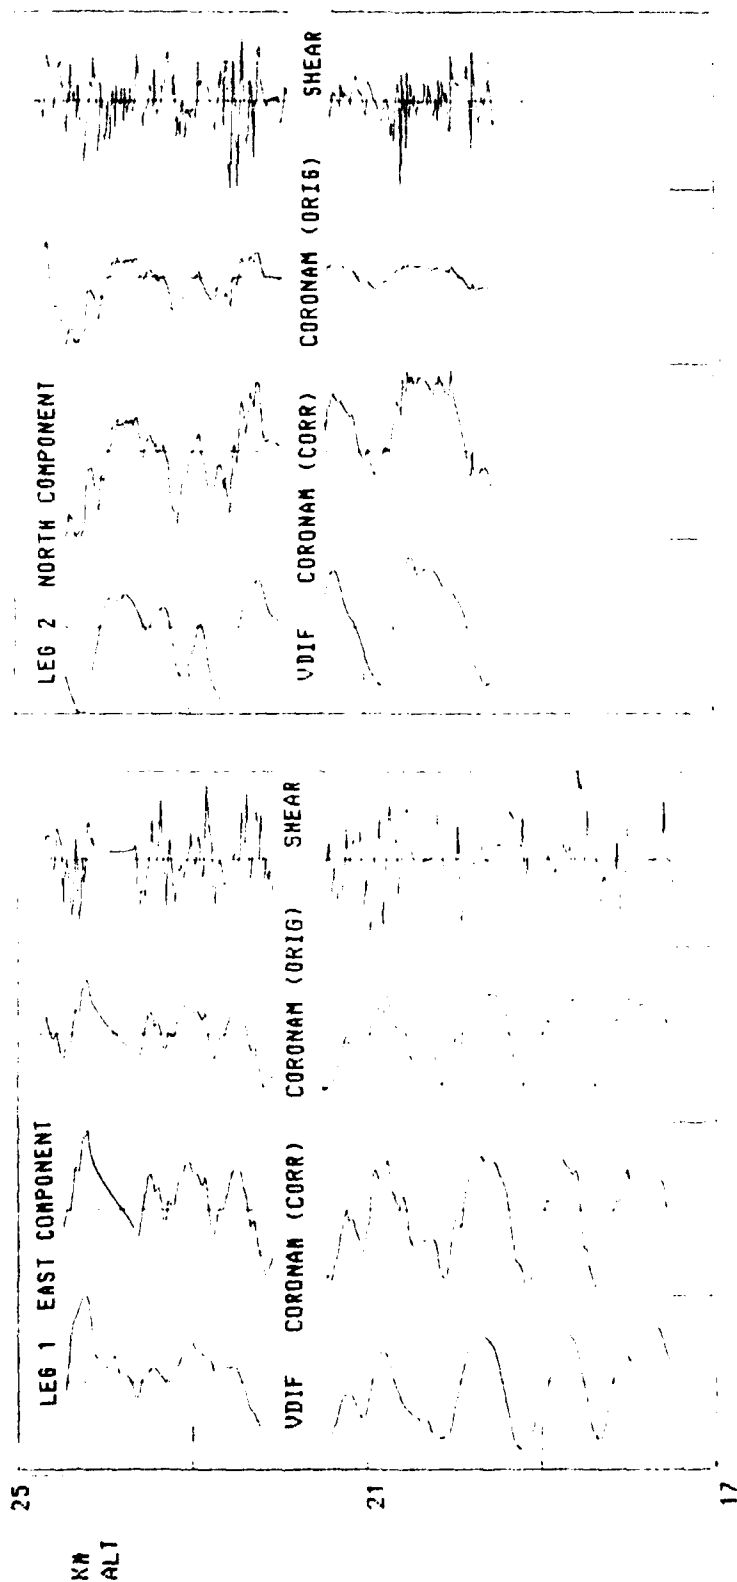 LEG 1 EAST COMPONENT
VDIF CORONAM (CORR) CORONAM (ORIG) SHEAR
LEG 2 NORTH COMPONENT
VDIF CORONAM (CORR) CORONAM (ORIG) SHEAR
25
21
17
KM
ALT